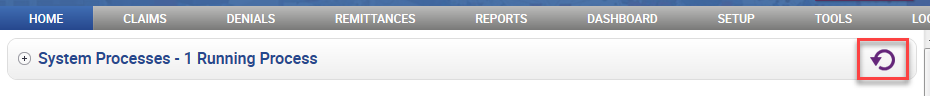 HOME CLAIMS DENIALS REMITTANCES REPORTS DASHBOARD SETUP TOOLS
System Processes - 1 Running Process